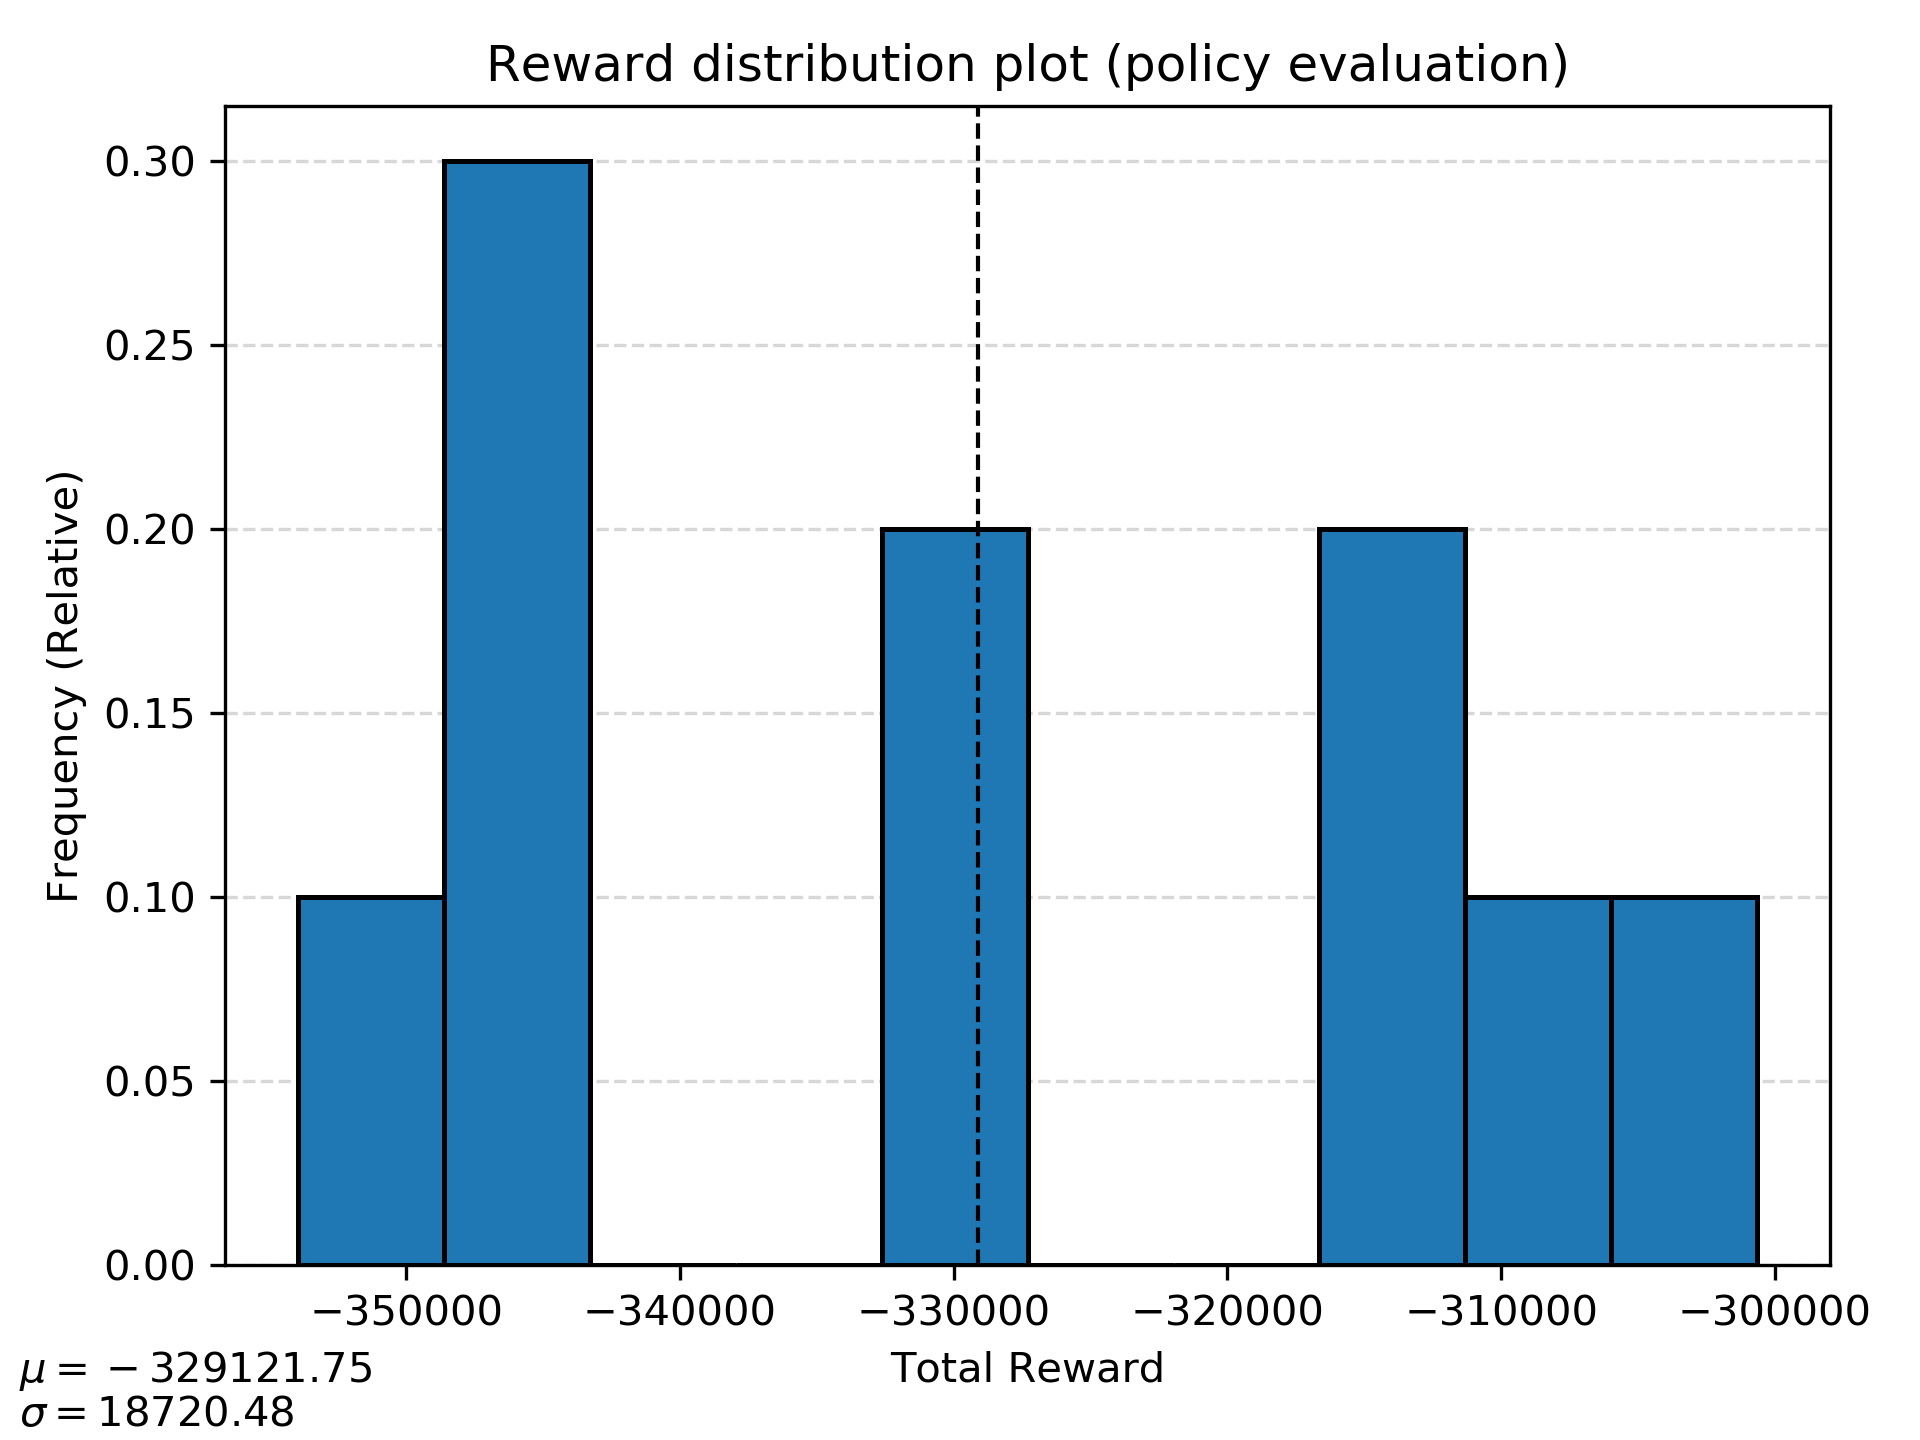 Reward distribution plot (policy evaluation)
Frequency (Relative)
0.30
0.25
0.20
0.15
0.10
0.05
0.00
−350000 −340000 −330000 −320000 −310000 −300000
Total Reward
μ = − 329121.75
σ = 18720.48